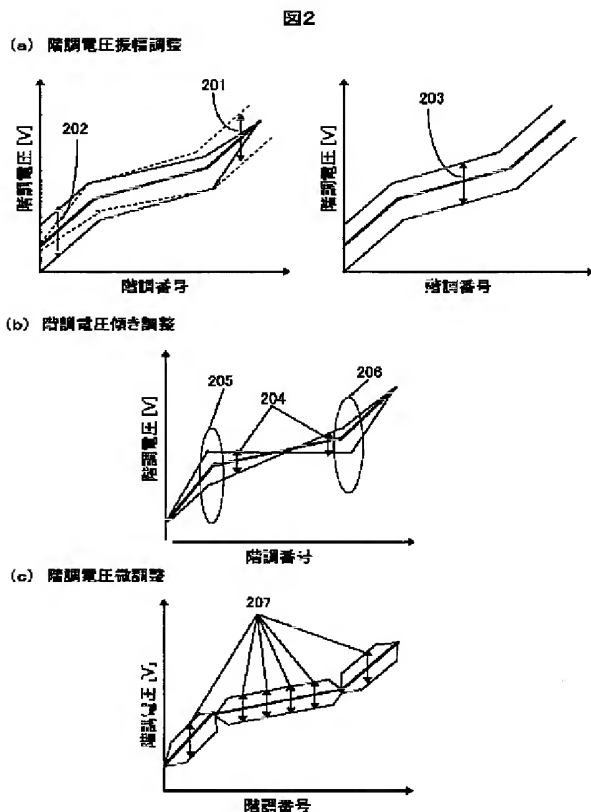 図2
(a) 階調電圧振幅調整
201
202
203
階調電圧 [V]
階調電圧 [V]
階調番号
階調番号
(b) 階調電圧傾き調整
205
206
204
階調電圧 [V]
階調番号
(c) 階調電圧微調整
207
階調電圧 [V]
階調番号